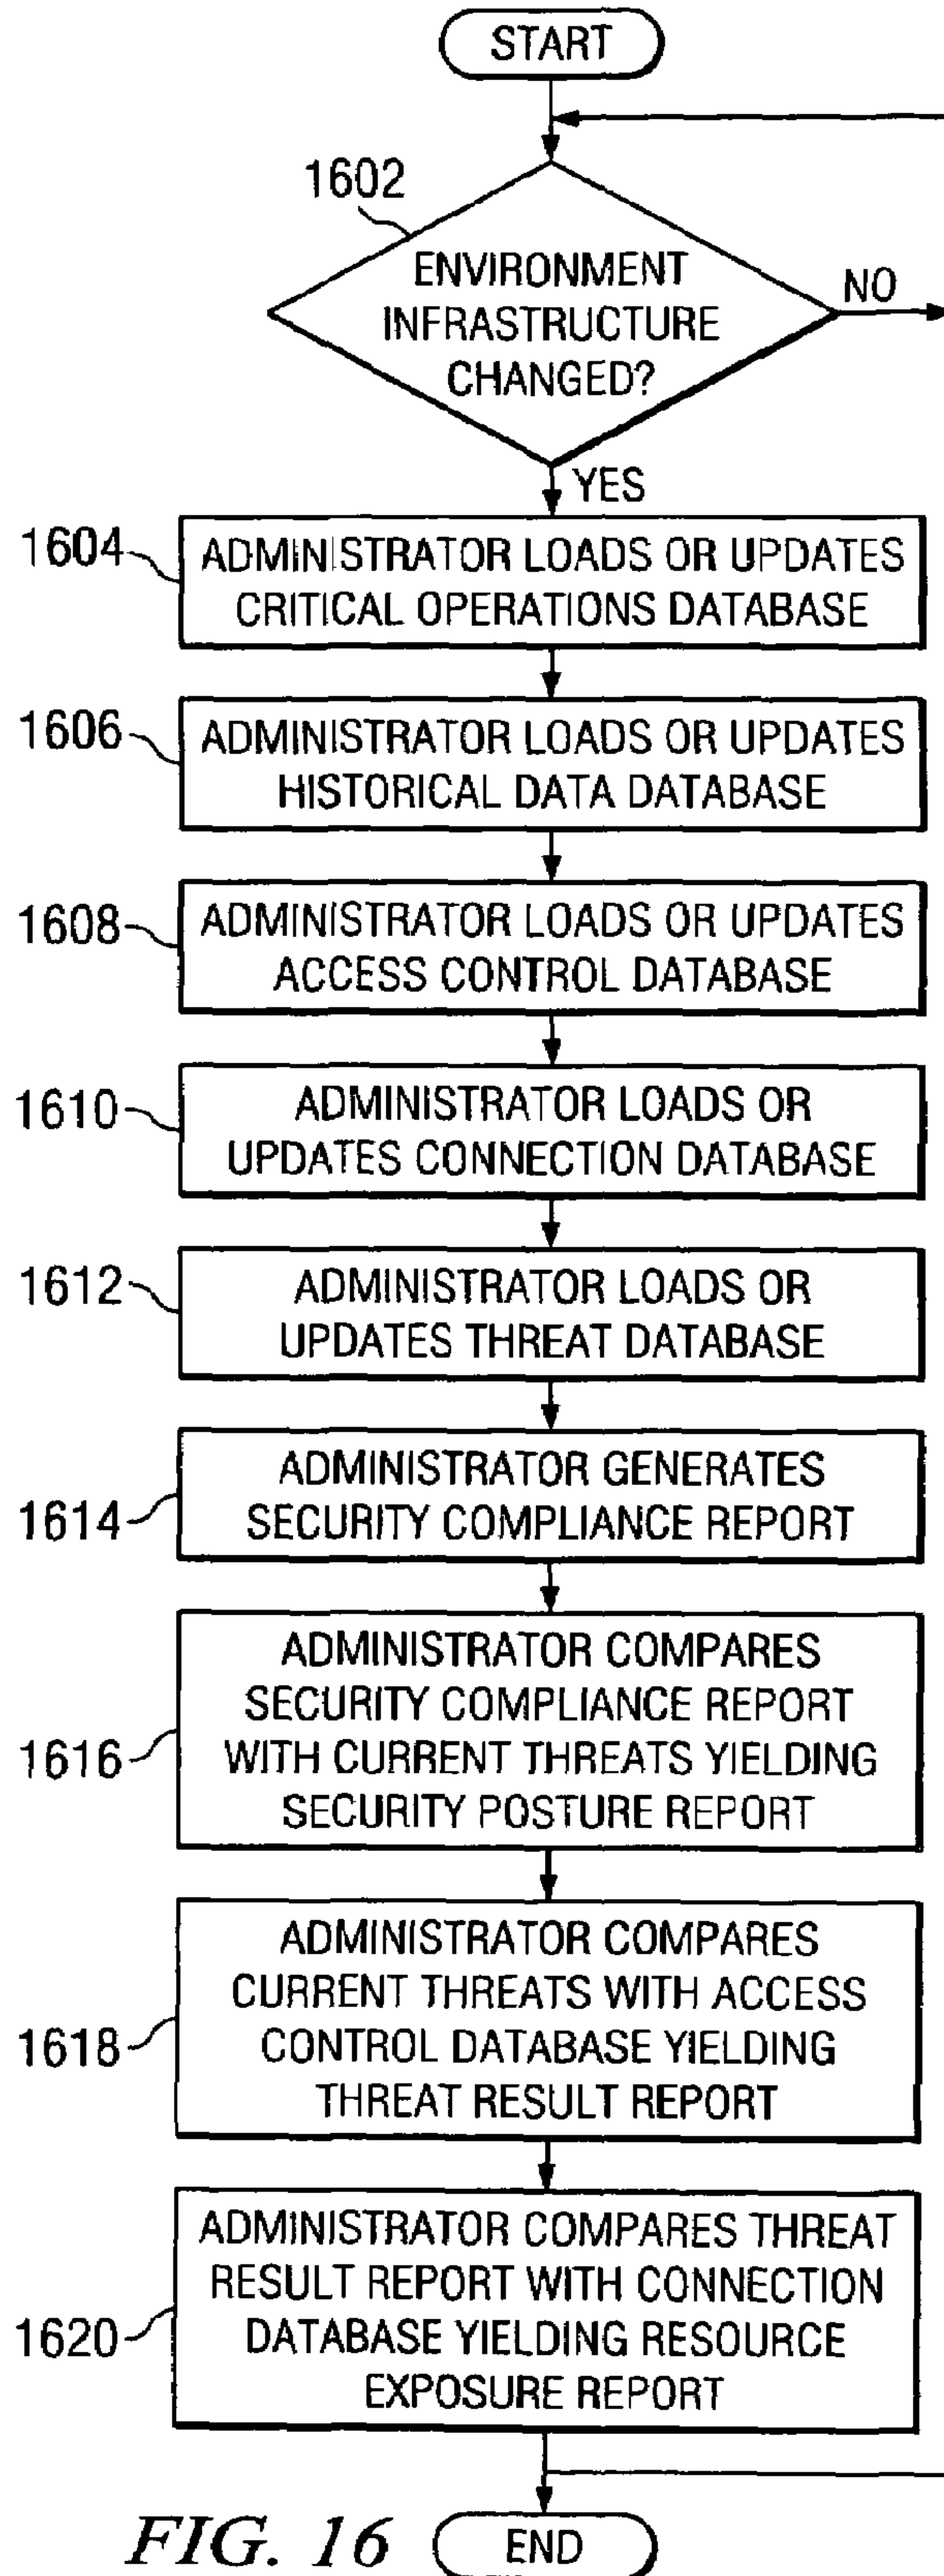 START
1602
ENVIRONMENT
INFRASTRUCTURE
CHANGED?
NO
YES
1604
ADMINISTRATOR LOADS OR UPDATES
CRITICAL OPERATIONS DATABASE
1606
ADMINISTRATOR LOADS OR UPDATES
HISTORICAL DATA DATABASE
1608
ADMINISTRATOR LOADS OR UPDATES
ACCESS CONTROL DATABASE
1610
ADMINISTRATOR LOADS OR
UPDATES CONNECTION DATABASE
1612
ADMINISTRATOR LOADS OR
UPDATES THREAT DATABASE
1614
ADMINISTRATOR GENERATES
SECURITY COMPLIANCE REPORT
1616
ADMINISTRATOR COMPARES
SECURITY COMPLIANCE REPORT
WITH CURRENT THREATS YIELDING
SECURITY POSTURE REPORT
1618
ADMINISTRATOR COMPARES
CURRENT THREATS WITH ACCESS
CONTROL DATABASE YIELDING
THREAT RESULT REPORT
1620
ADMINISTRATOR COMPARES THREAT
RESULT REPORT WITH CONNECTION
DATABASE YIELDING RESOURCE
EXPOSURE REPORT
FIG. 16
END